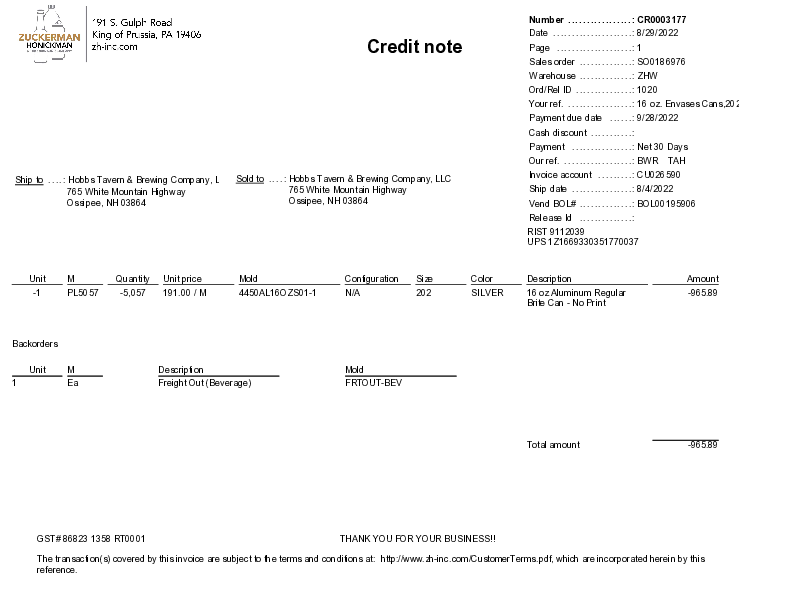 ZUCKERMAN
HONICKMAN
191 S. Gulph Road
King of Prussia, PA 19406
zh-inc.com
Credit note
Number ................: CR0003177
Date ......................: 8/29/2022
Page ......................: 1
Sales order ............: SO0186976
Warehouse ...........: ZHW
Ord/Rel ID ............: 1020
Your ref. ................: 16 oz. Envases Cans,202
Payment due date ......: 9/28/2022
Cash discount ..........:
Payment ................: Net 30 Days
Our ref. ..................: BWR TAH
Invoice account ........: CU026590
Ship date ...............: 8/4/2022
Vend BOL# ............: BOL00195906
Release Id .............:
RIST 9112039
UPS 1Z1669330351770037
Ship to ....: Hobbs Tavern & Brewing Company, L
765 White Mountain Highway
Ossipee, NH 03864
Sold to ....: Hobbs Tavern & Brewing Company, LLC
765 White Mountain Highway
Ossipee, NH 03864
Unit M Quantity Unit price Mold Configuration Size Color Description Amount
-1 PL5057 -5,057 191.00 / M 4450AL16OZS01-1 N/A 202 SILVER 16 oz Aluminum Regular -965.89
Brite Can - No Print
Backorders
Unit M Description Mold
1 Ea Freight Out (Beverage) FRTOUT-BEV
Total amount -965.89
GST# 86823 1358 RT0001 THANK YOU FOR YOUR BUSINESS!!
The transaction(s) covered by this invoice are subject to the terms and conditions at: http://www.zh-inc.com/CustomerTerms.pdf, which are incorporated herein by this
reference.